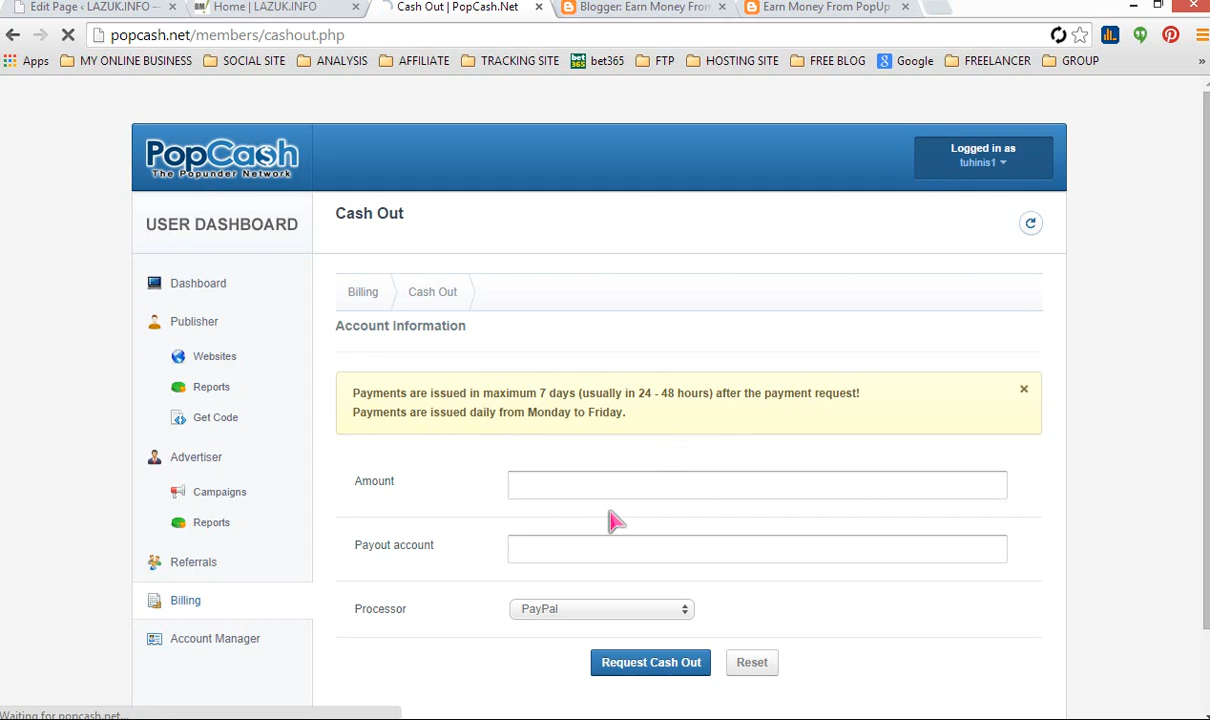 Edit Page ‹ LAZUK.INFO —
Home | LAZUK.INFO
Cash Out | PopCash.Net
Blogger: Earn Money From
Earn Money From PopUp
popcash.net/members/cashout.php
Apps
MY ONLINE BUSINESS
SOCIAL SITE
ANALYSIS
AFFILIATE
TRACKING SITE
bet365
bet365
FTP
HOSTING SITE
FREE BLOG
Google
FREELANCER
GROUP
»
PopCash
The Popunder Network
Logged in as
tuhinis1
USER DASHBOARD
Cash Out
Dashboard
Publisher
Websites
Reports
Get Code
Advertiser
Campaigns
Reports
Referrals
Billing
Account Manager
Billing
Cash Out
Account Information
Payments are issued in maximum 7 days (usually in 24 - 48 hours) after the payment request!
Payments are issued daily from Monday to Friday.
Amount
Payout account
Processor
PayPal
Request Cash Out
Reset
Waiting for popcash.net...